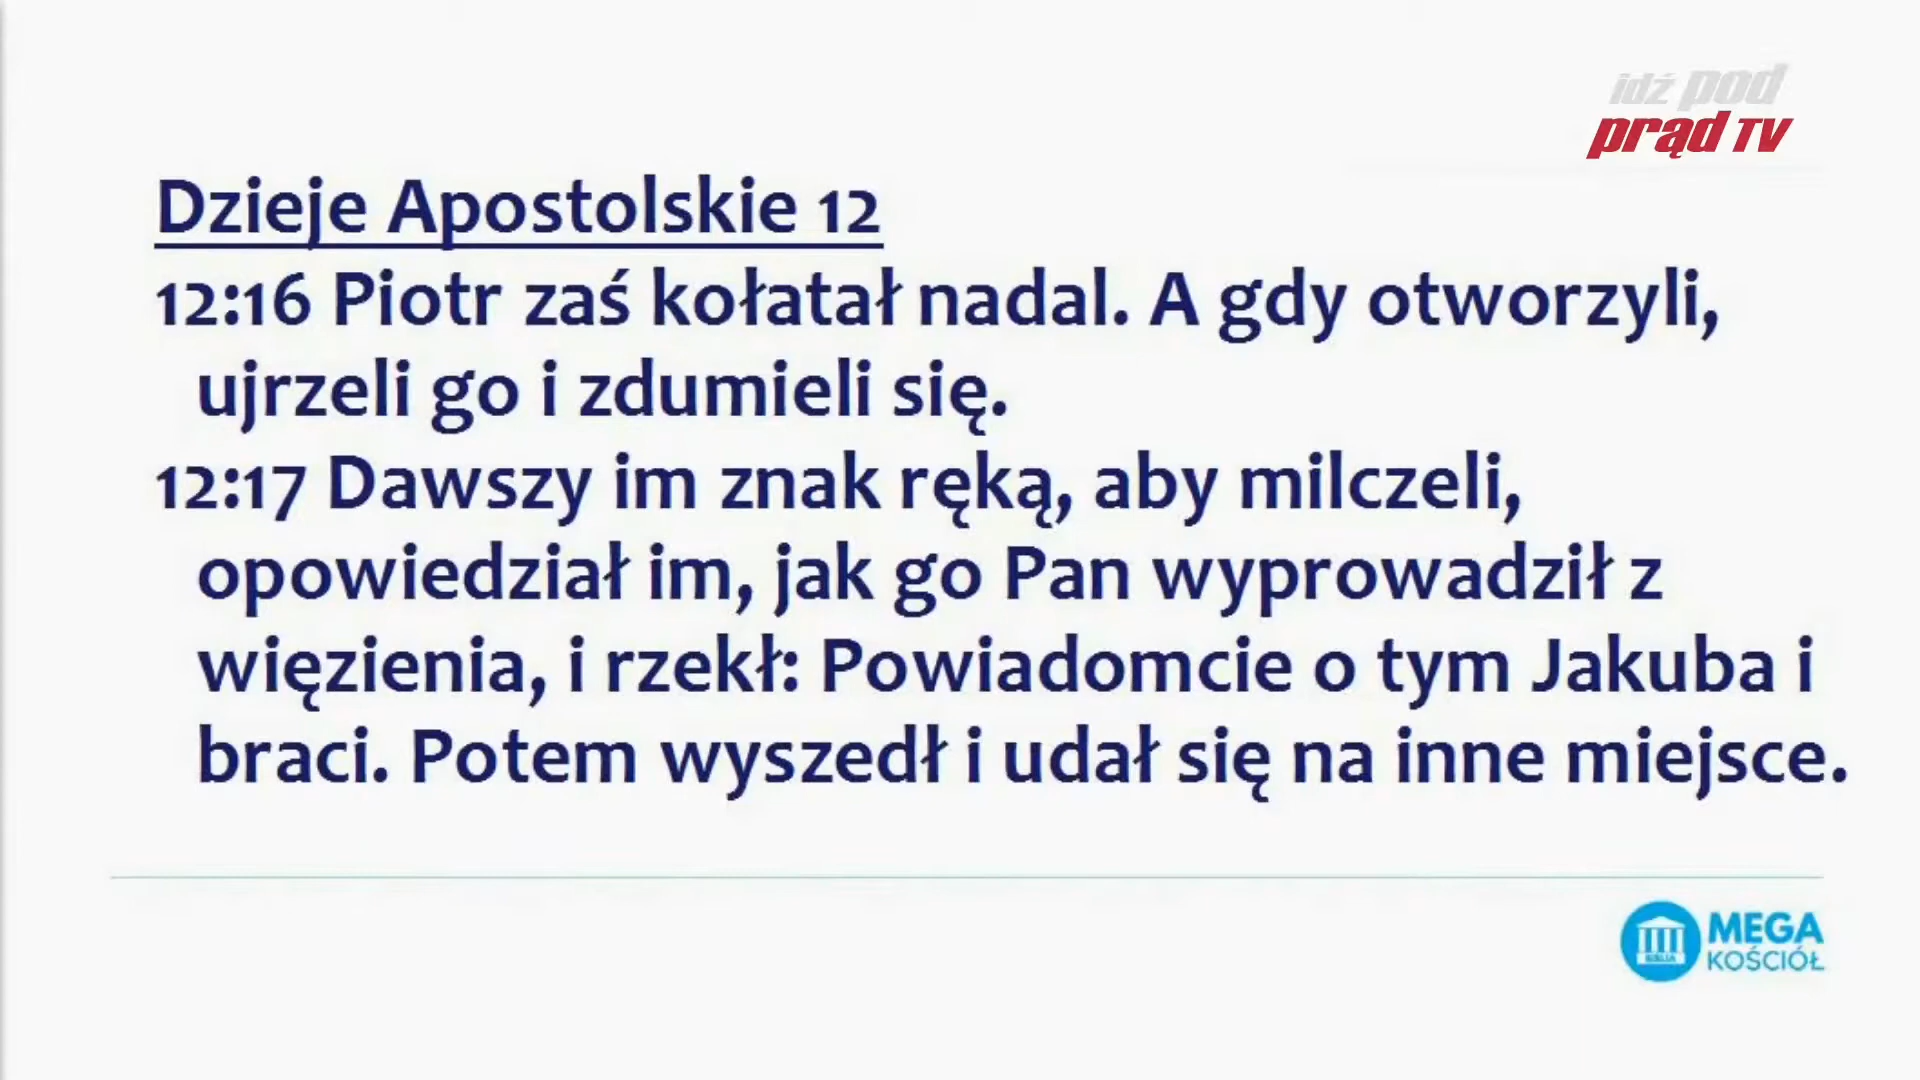 idź pod
prąd TV
Dzieje Apostolskie 12
12:16 Piotr zaś kołatał nadal. A gdy otworzyli,
ujrzeli go i zdumieli się.
12:17 Dawszy im znak ręką, aby milczeli,
opowiedział im, jak go Pan wyprowadził z
więzienia, i rzekł: Powiadomcie o tym Jakuba i
braci. Potem wyszedł i udał się na inne miejsce.
BIBLIA
MEGA
KOŚCIÓŁ